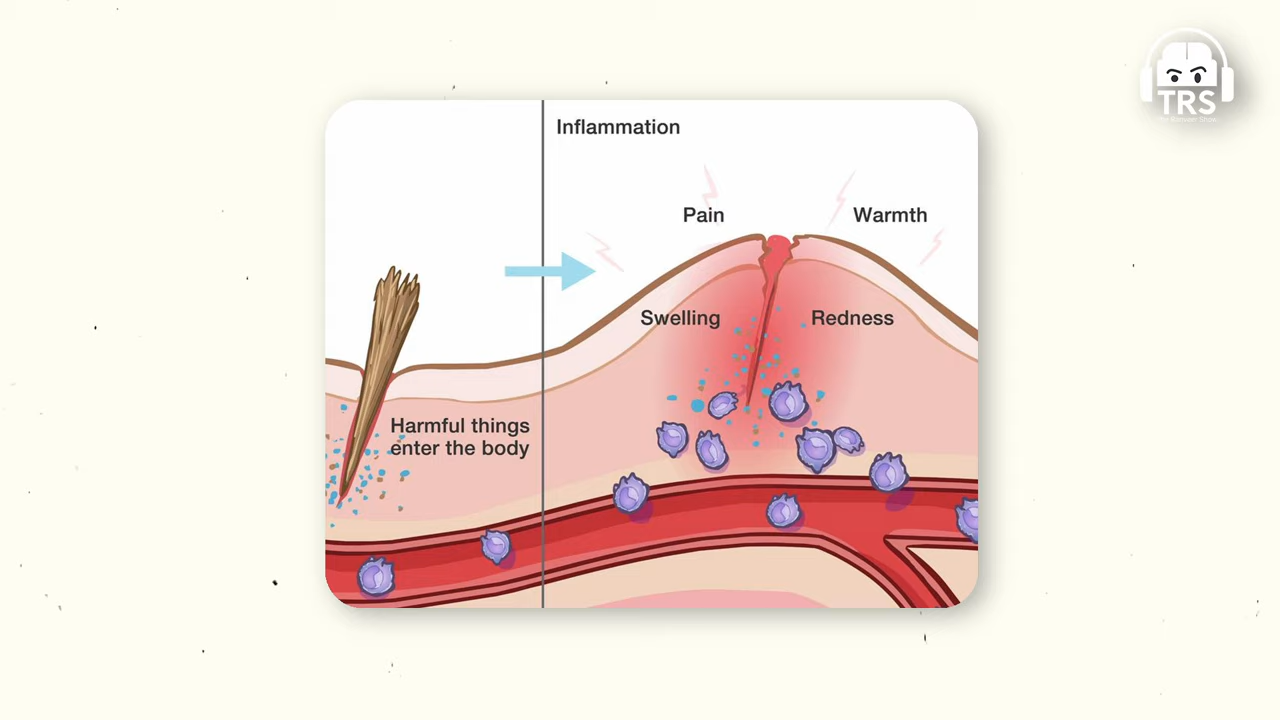 TRS
Inflammation
Pain
Warmth
Swelling
Redness
Harmful things
enter the body